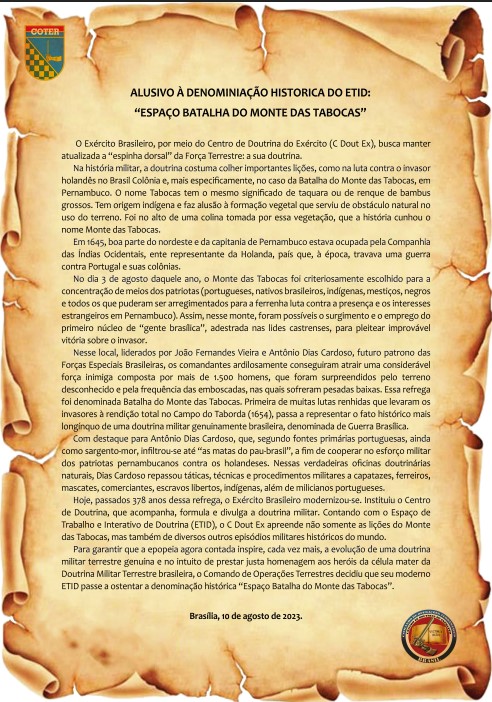 COTER
ALUSIVO À DENOMINIAÇÃO HISTORICA DO ETID:
"ESPAÇO BATALHA DO MONTE DAS TABOCAS"
O Exército Brasileiro, por meio do Centro de Doutrina do Exército (C Dout Ex), busca manter
atualizada a "espinha dorsal" da Força Terrestre: a sua doutrina.
Na história militar, a doutrina costuma colher importantes lições, como na luta contra o invasor
holandês no Brasil Colônia e, mais especificamente, no caso da Batalha do Monte das Tabocas, em
Pernambuco. O nome Tabocas tem o mesmo significado de taquara ou de renque de bambus
grossos. Tem origem indígena e faz alusão à formação vegetal que serviu de obstáculo natural no
uso do terreno. Foi no alto de uma colina tomada por essa vegetação, que a história cunhou o
nome Monte das Tabocas.
Em 1645, boa parte do nordeste e da capitania de Pernambuco estava ocupada pela Companhia
das Índias Ocidentais, ente representante da Holanda, país que, à época, travava uma guerra
contra Portugal e suas colônias.
No dia 3 de agosto daquele ano, o Monte das Tabocas foi criteriosamente escolhido para a
concentração de meios dos patriotas (portugueses, nativos brasileiros, indígenas, mestiços, negros
e todos os que puderam ser arregimentados para a ferrenha luta contra a presença e os interesses
estrangeiros em Pernambuco). Assim, nesse monte, foram possíveis o surgimento e o emprego do
primeiro núcleo de "gente brasílica", adestrada nas lides castrenses, para pleitear improvável
vitória sobre o invasor.
Nesse local, liderados por João Fernandes Vieira e Antônio Dias Cardoso, futuro patrono das
Forças Especiais Brasileiras, os comandantes ardilosamente conseguiram atrair uma considerável
força inimiga composta por mais de 1.500 homens, que foram surpreendidos pelo terreno
desconhecido e pela frequência das emboscadas, nas quais sofreram pesadas baixas. Essa refrega
foi denominada Batalha do Monte das Tabocas. Primeira de muitas lutas renhidas que levaram os
invasores à rendição total no Campo do Taborda (1654), passa a representar o fato histórico mais
longínquo de uma doutrina militar genuinamente brasileira, denominada de Guerra Brasílica.
Com destaque para Antônio Dias Cardoso, que, segundo fontes primárias portuguesas, ainda
como sargento-mor, infiltrou-se até "as matas do pau-brasil", a fim de cooperar no esforço militar
dos patriotas pernambucanos contra os holandeses. Nessas verdadeiras oficinas doutrinárias
naturais, Dias Cardoso repassou táticas, técnicas e procedimentos militares a capatazes, ferreiros,
mascates, comerciantes, escravos libertos, indígenas, além de milicianos portugueses.
Hoje, passados 378 anos dessa refrega, o Exército Brasileiro modernizou-se. Instituiu o Centro
de Doutrina, que acompanha, formula e divulga a doutrina militar. Contando com o Espaço de
Trabalho e Interativo de Doutrina (ETID), o C Dout Ex apreende não somente as lições do Monte
das Tabocas, mas também de diversos outros episódios militares históricos do mundo.
Para garantir que a epopeia agora contada inspire, cada vez mais, a evolução de uma doutrina
militar terrestre genuína e no intuito de prestar justa homenagem aos heróis da célula mater da
Doutrina Militar Terrestre brasileira, o Comando de Operações Terrestres decidiu que seu moderno
ETID passe a ostentar a denominação histórica "Espaço Batalha do Monte das Tabocas".
Brasília, 10 de agosto de 2023.
BRASIL